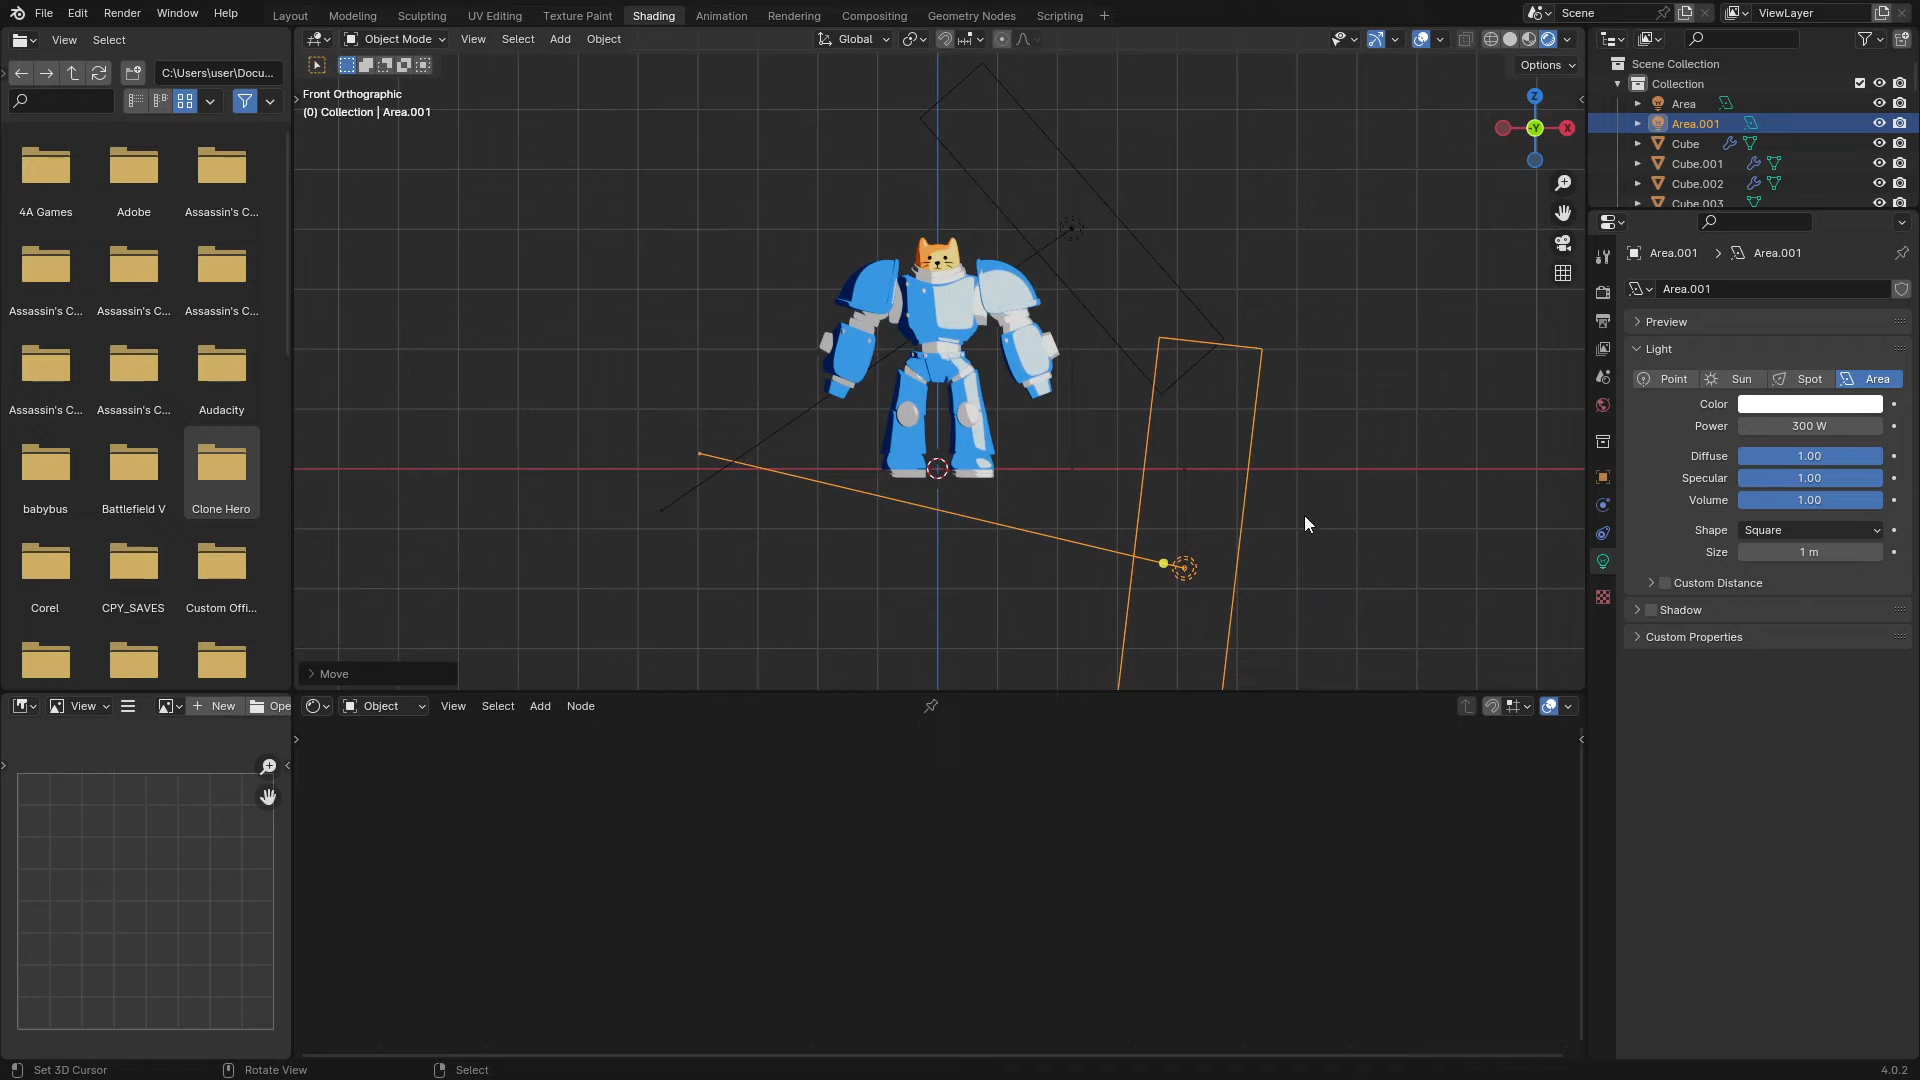 File Edit Render Window Help
Layout Modeling Sculpting UV Editing Texture Paint Shading Animation Rendering Compositing Geometry Nodes Scripting +
Scene
ViewLayer
View Select
C:\Users\user\Docu...
4A Games Adobe Assassin's C...
Assassin's C... Assassin's C... Assassin's C...
Assassin's C... Assassin's C... Audacity
babybus Battlefield V Clone Hero
Corel CPY_SAVES Custom Offi...
Object Mode View Select Add Object
Global
Options
Front Orthographic
(0) Collection | Area.001
Z
-Y
X
Move
Scene Collection
Collection
Area
Area.001
Cube
Cube.001
Cube.002
Cube.003
Area.001 > Area.001
Area.001
Preview
Light
Point Sun Spot Area
Color
Power 300 W
Diffuse 1.00
Specular 1.00
Volume 1.00
Shape Square
Size 1 m
Custom Distance
Shadow
Custom Properties
View New Ope
Object View Select Add Node
Set 3D Cursor Rotate View Select
4.0.2